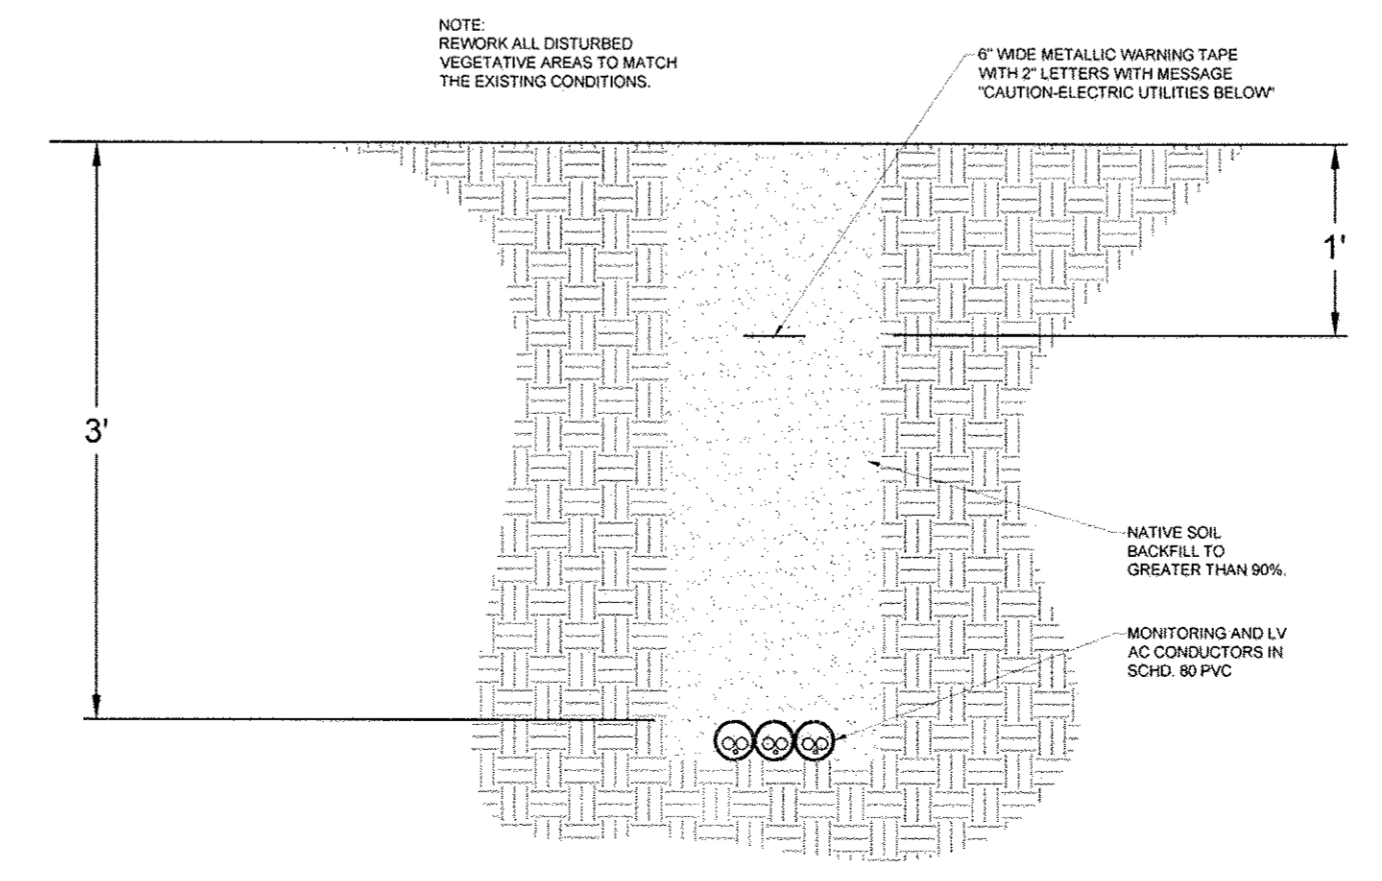 NOTE:
REWORK ALL DISTURBED
VEGETATIVE AREAS TO MATCH
THE EXISTING CONDITIONS.
6" WIDE METALLIC WARNING TAPE
WITH 2" LETTERS WITH MESSAGE
"CAUTION-ELECTRIC UTILITIES BELOW"
1'
3'
NATIVE SOIL
BACKFILL TO
GREATER THAN 90%.
MONITORING AND LV
AC CONDUCTORS IN
SCHD. 80 PVC